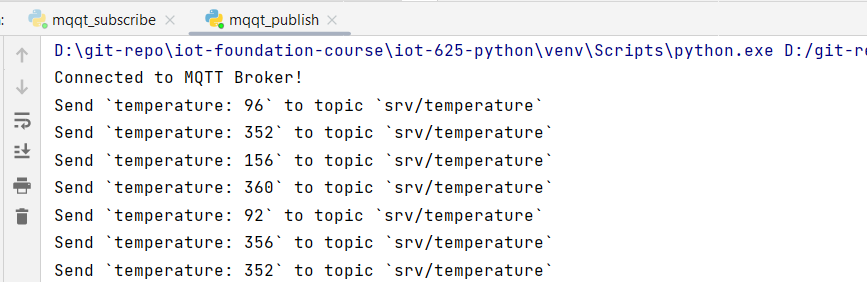 : mqqt_subscribe mqqt_publish
D:\git-repo\iot-foundation-course\iot-625-python\venv\Scripts\python.exe D:/git-re
Connected to MQTT Broker!
Send `temperature: 96` to topic `srv/temperature`
Send `temperature: 352` to topic `srv/temperature`
Send `temperature: 156` to topic `srv/temperature`
Send `temperature: 360` to topic `srv/temperature`
Send `temperature: 92` to topic `srv/temperature`
Send `temperature: 356` to topic `srv/temperature`
Send `temperature: 352` to topic `srv/temperature`